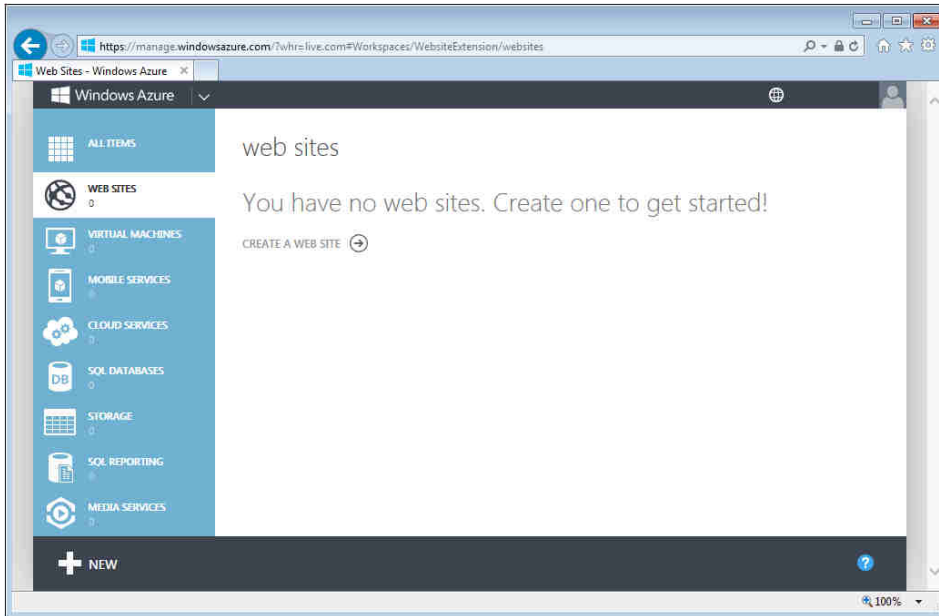 https://manage.windowsazure.com/?whr=live.com#Workspaces/WebsiteExtension/websites
Web Sites - Windows Azure
Windows Azure
ALL ITEMS
web sites
WEB SITES
0
You have no web sites. Create one to get started!
VIRTUAL MACHINES
0
CREATE A WEB SITE
MOBILE SERVICES
0
CLOUD SERVICES
0
SQL DATABASES
0
DB
STORAGE
0
SQL REPORTING
0
MEDIA SERVICES
0
NEW
?
100%